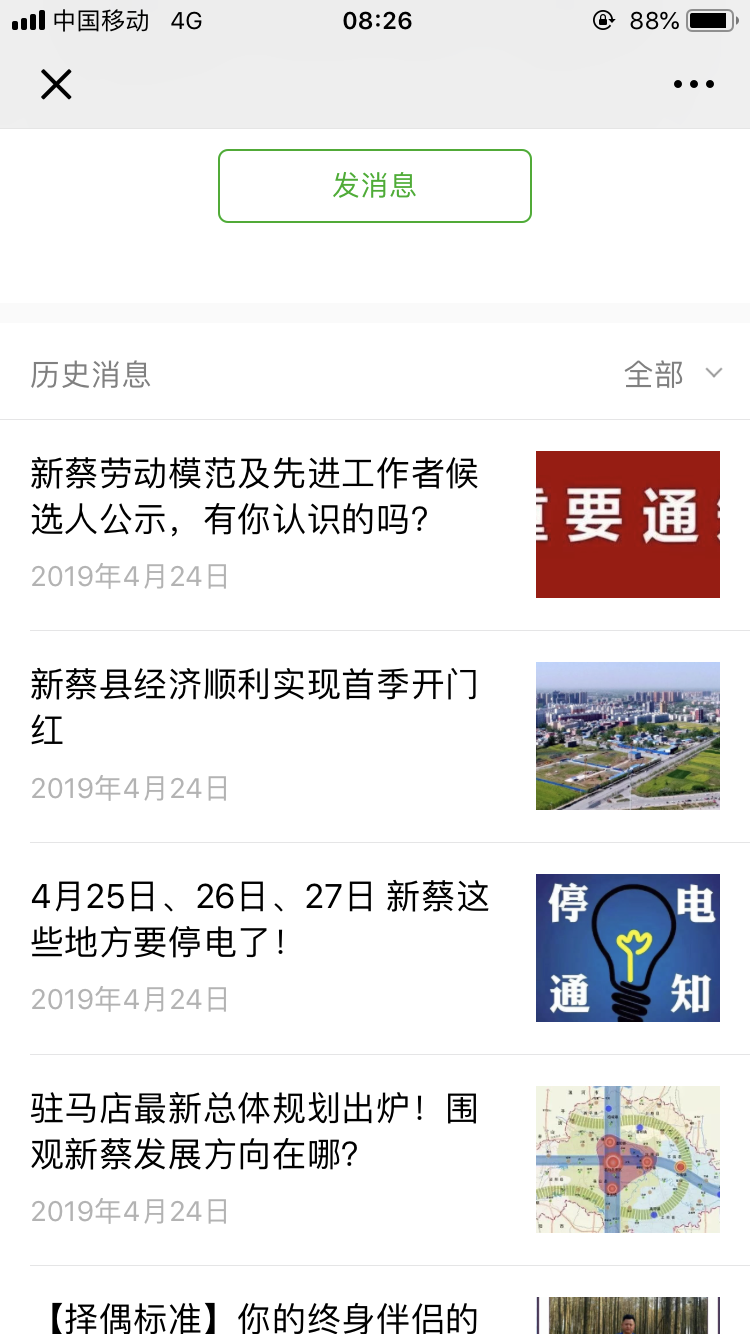 中国移动 4G 08:26 88%
发消息
历史消息 全部
新蔡劳动模范及先进工作者候
选人公示，有你认识的吗？
2019年4月24日
重要通知
新蔡县经济顺利实现首季开门
红
2019年4月24日
4月25日、26日、27日 新蔡这
些地方要停电了！
2019年4月24日
停电
通知
驻马店最新总体规划出炉！围
观新蔡发展方向在哪？
2019年4月24日
【择偶标准】你的终身伴侣的